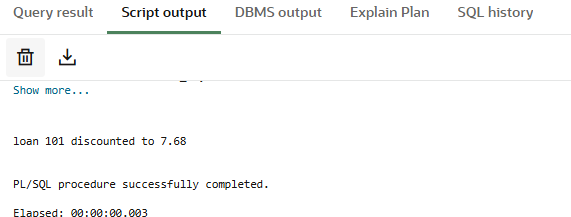 Query result Script output DBMS output Explain Plan SQL history
Show more...
loan 101 discounted to 7.68
PL/SQL procedure successfully completed.
Elapsed: 00:00:00.003